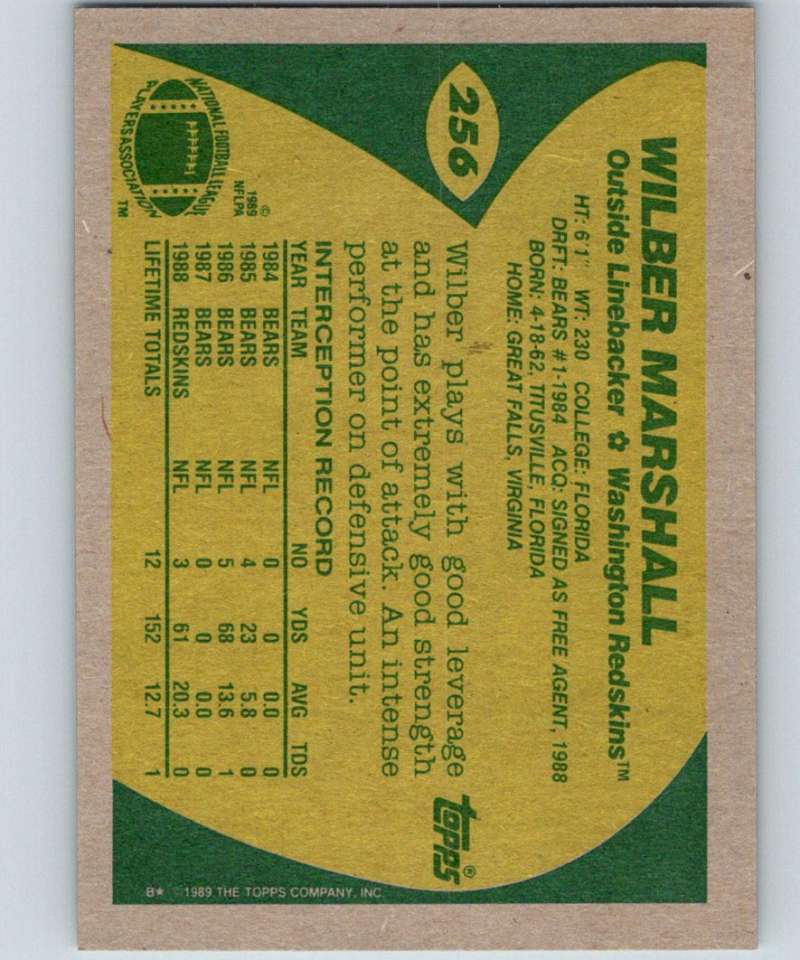 256
WILBER MARSHALL
Outside Linebacker ✿ Washington Redskins™
HT: 6'1" WT: 230 COLLEGE: FLORIDA
DRFT: BEARS #1-1984 ACQ: SIGNED AS FREE AGENT, 1988
BORN: 4-18-62, TITUSVILLE, FLORIDA
HOME: GREAT FALLS, VIRGINIA
Wilber plays with good leverage
and has extremely good strength
at the point of attack. An intense
performer on defensive unit.
INTERCEPTION RECORD
YEAR TEAM NO YDS AVG TDS
1984 BEARS NFL 0 0 0.0 0
1985 BEARS NFL 4 23 5.8 0
1986 BEARS NFL 5 68 13.6 1
1987 BEARS NFL 0 0 0.0 0
1988 REDSKINS NFL 3 61 20.3 0
LIFETIME TOTALS 12 152 12.7 1
NATIONAL FOOTBALL LEAGUE
PLAYERS ASSOCIATION
™
©
1989
NFLPA
topps®
B★ ©1989 THE TOPPS COMPANY, INC.